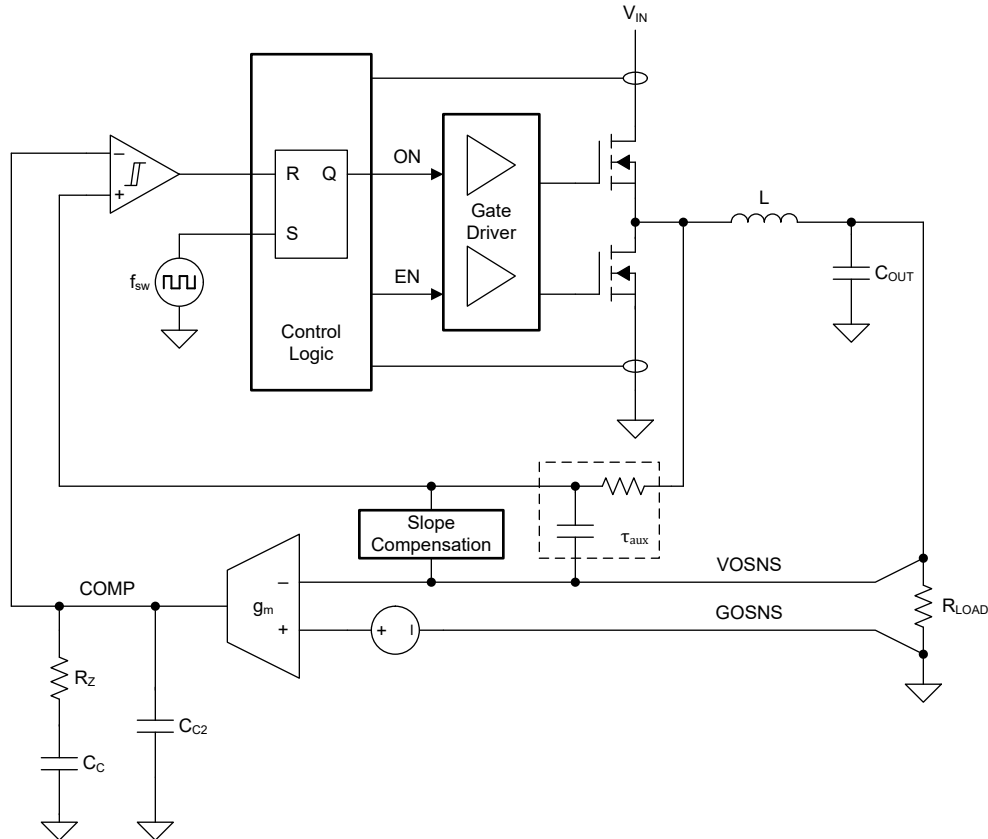 V_IN
−
+
R Q
S
ON
EN
Gate
Driver
Control
Logic
f_sw
L
C_OUT
Slope
Compensation
τ_aux
VOSNS
GOSNS
R_LOAD
COMP
g_m
−
+
+ −
R_Z
C_C
C_C2